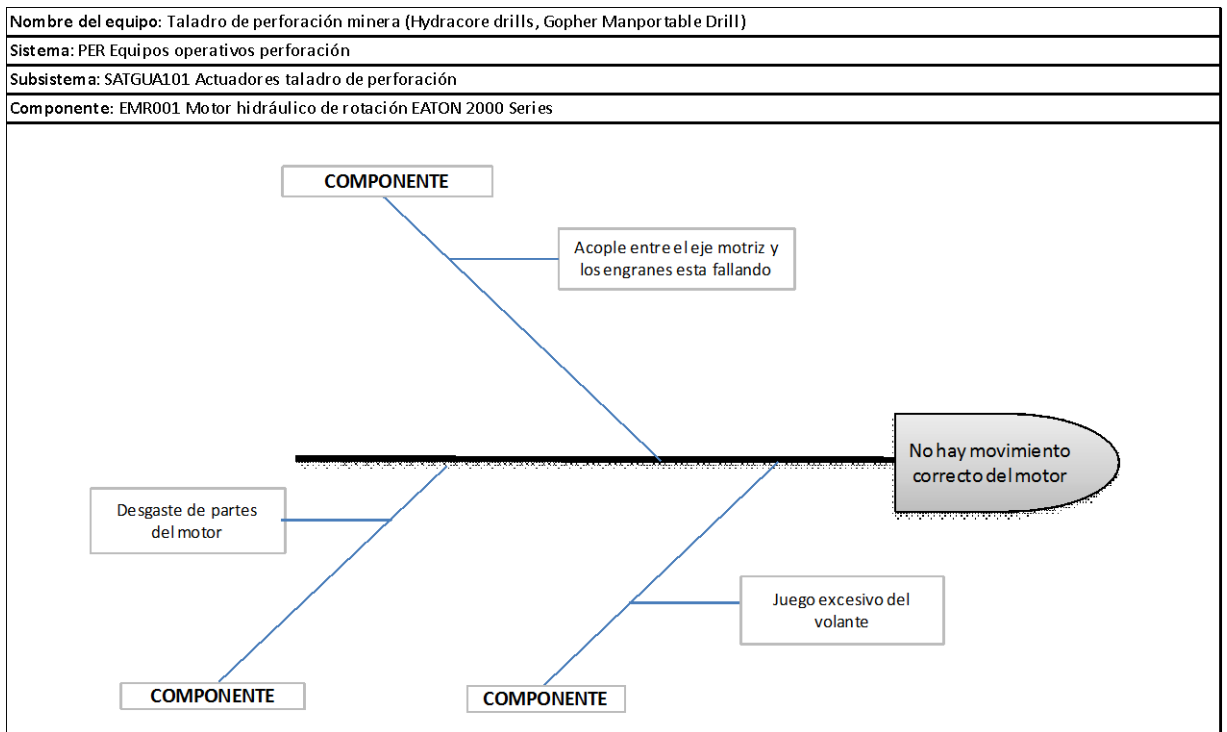 Nombre del equipo: Taladro de perforación minera (Hydracore drills, Gopher Manportable Drill)
Sistema: PER Equipos operativos perforación
Subsistema: SATGUA101 Actuadores taladro de perforación
Componente: EMR001 Motor hidráulico de rotación EATON 2000 Series
COMPONENTE
Acople entre el eje motriz y
los engranes esta fallando
No hay movimiento
correcto del motor
Desgaste de partes
del motor
Juego excesivo del
volante
COMPONENTE
COMPONENTE